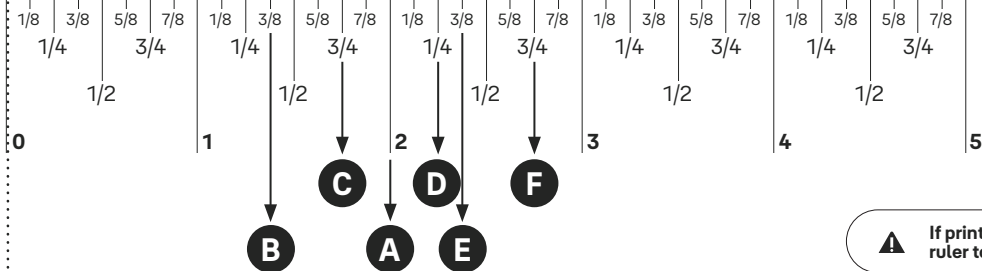 1/8 3/8 5/8 7/8 1/8 3/8 5/8 7/8 1/8 3/8 5/8 7/8 1/8 3/8 5/8 7/8 1/8 3/8 5/8 7/8
1/4 3/4 1/4 3/4 1/4 3/4 1/4 3/4 1/4 3/4
1/2 1/2 1/2 1/2 1/2
0 1 2 3 4 5
C D F
B A E
If print
ruler